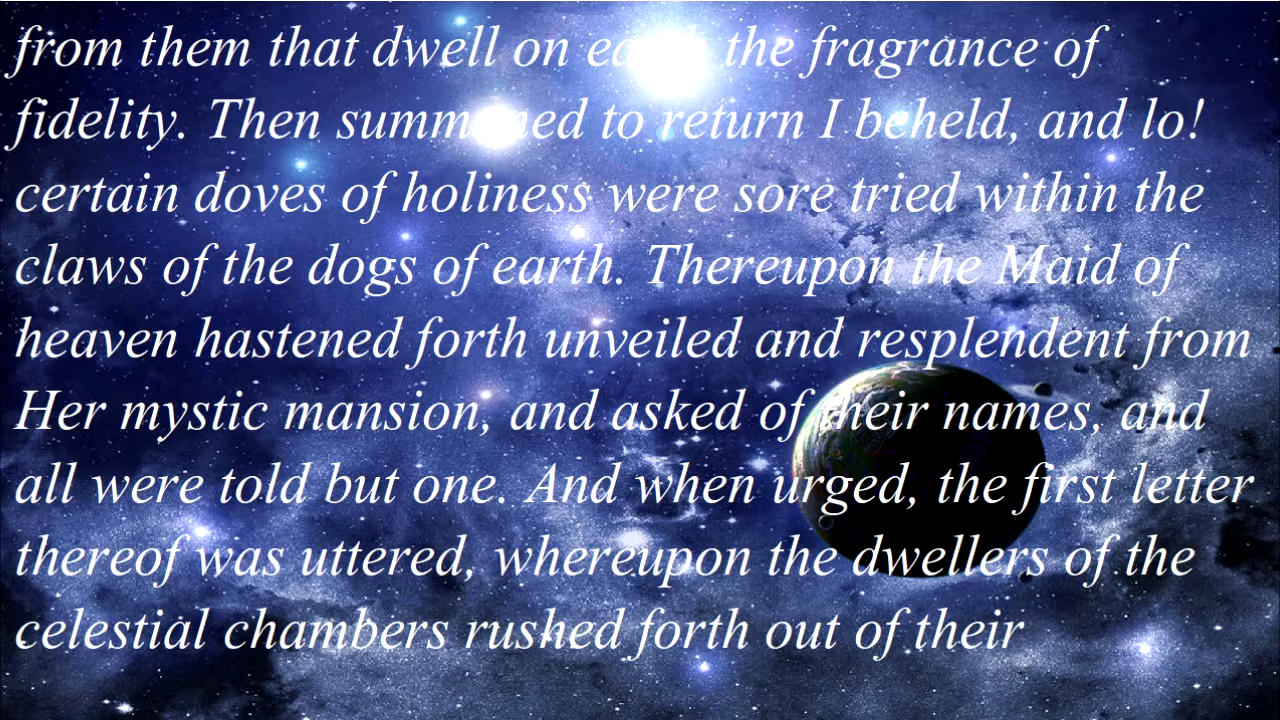 from them that dwell on earth the fragrance of
fidelity. Then summoned to return I beheld, and lo!
certain doves of holiness were sore tried within the
claws of the dogs of earth. Thereupon the Maid of
heaven hastened forth unveiled and resplendent from
Her mystic mansion, and asked of their names, and
all were told but one. And when urged, the first letter
thereof was uttered, whereupon the dwellers of the
celestial chambers rushed forth out of their